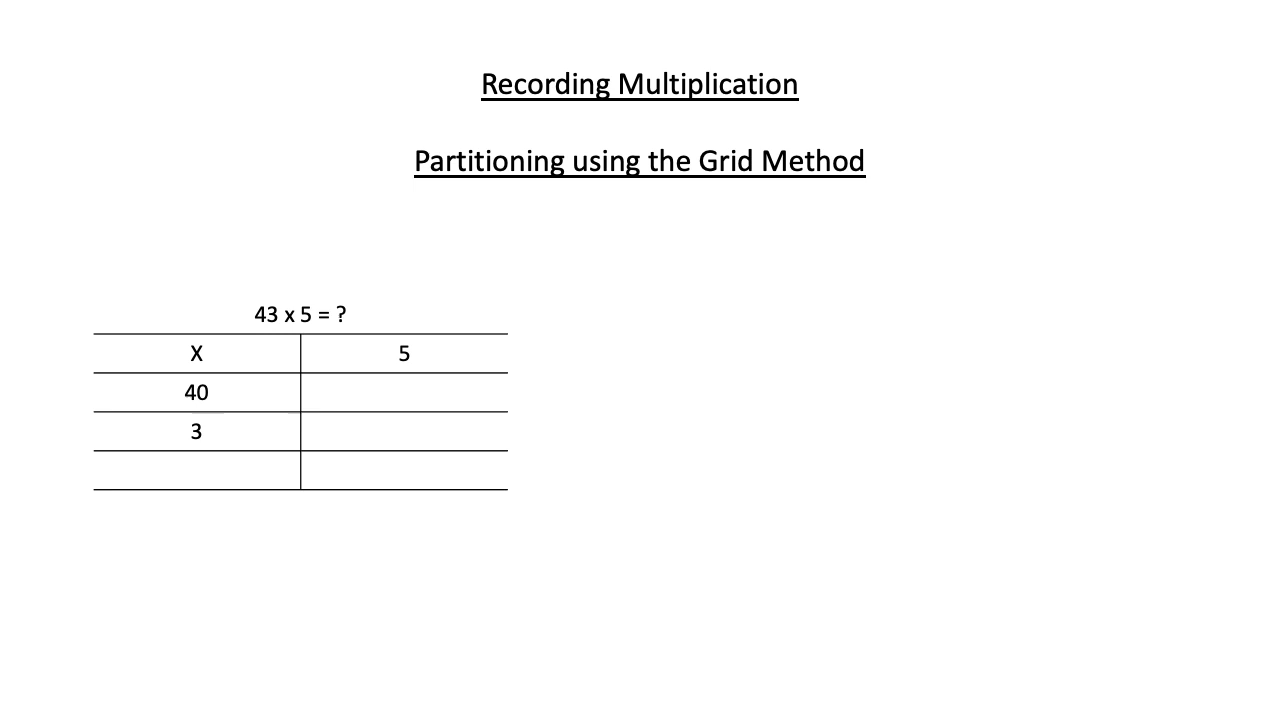 Recording Multiplication
Partitioning using the Grid Method
43 x 5 = ?
X 5
40
3